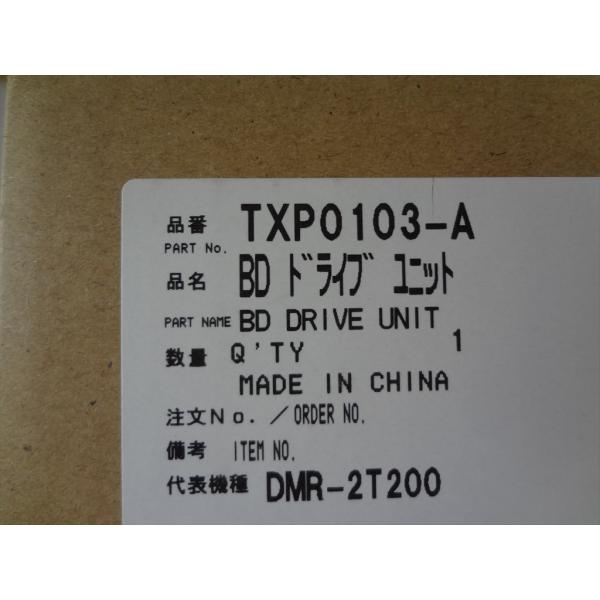 品番 TXP0103-A
PART No.
品名 BD ドライブ ユニット
PART NAME BD DRIVE UNIT
数量 Q'TY 1
MADE IN CHINA
注文No. / ORDER NO.
備考 ITEM NO.
代表機種 DMR-2T200